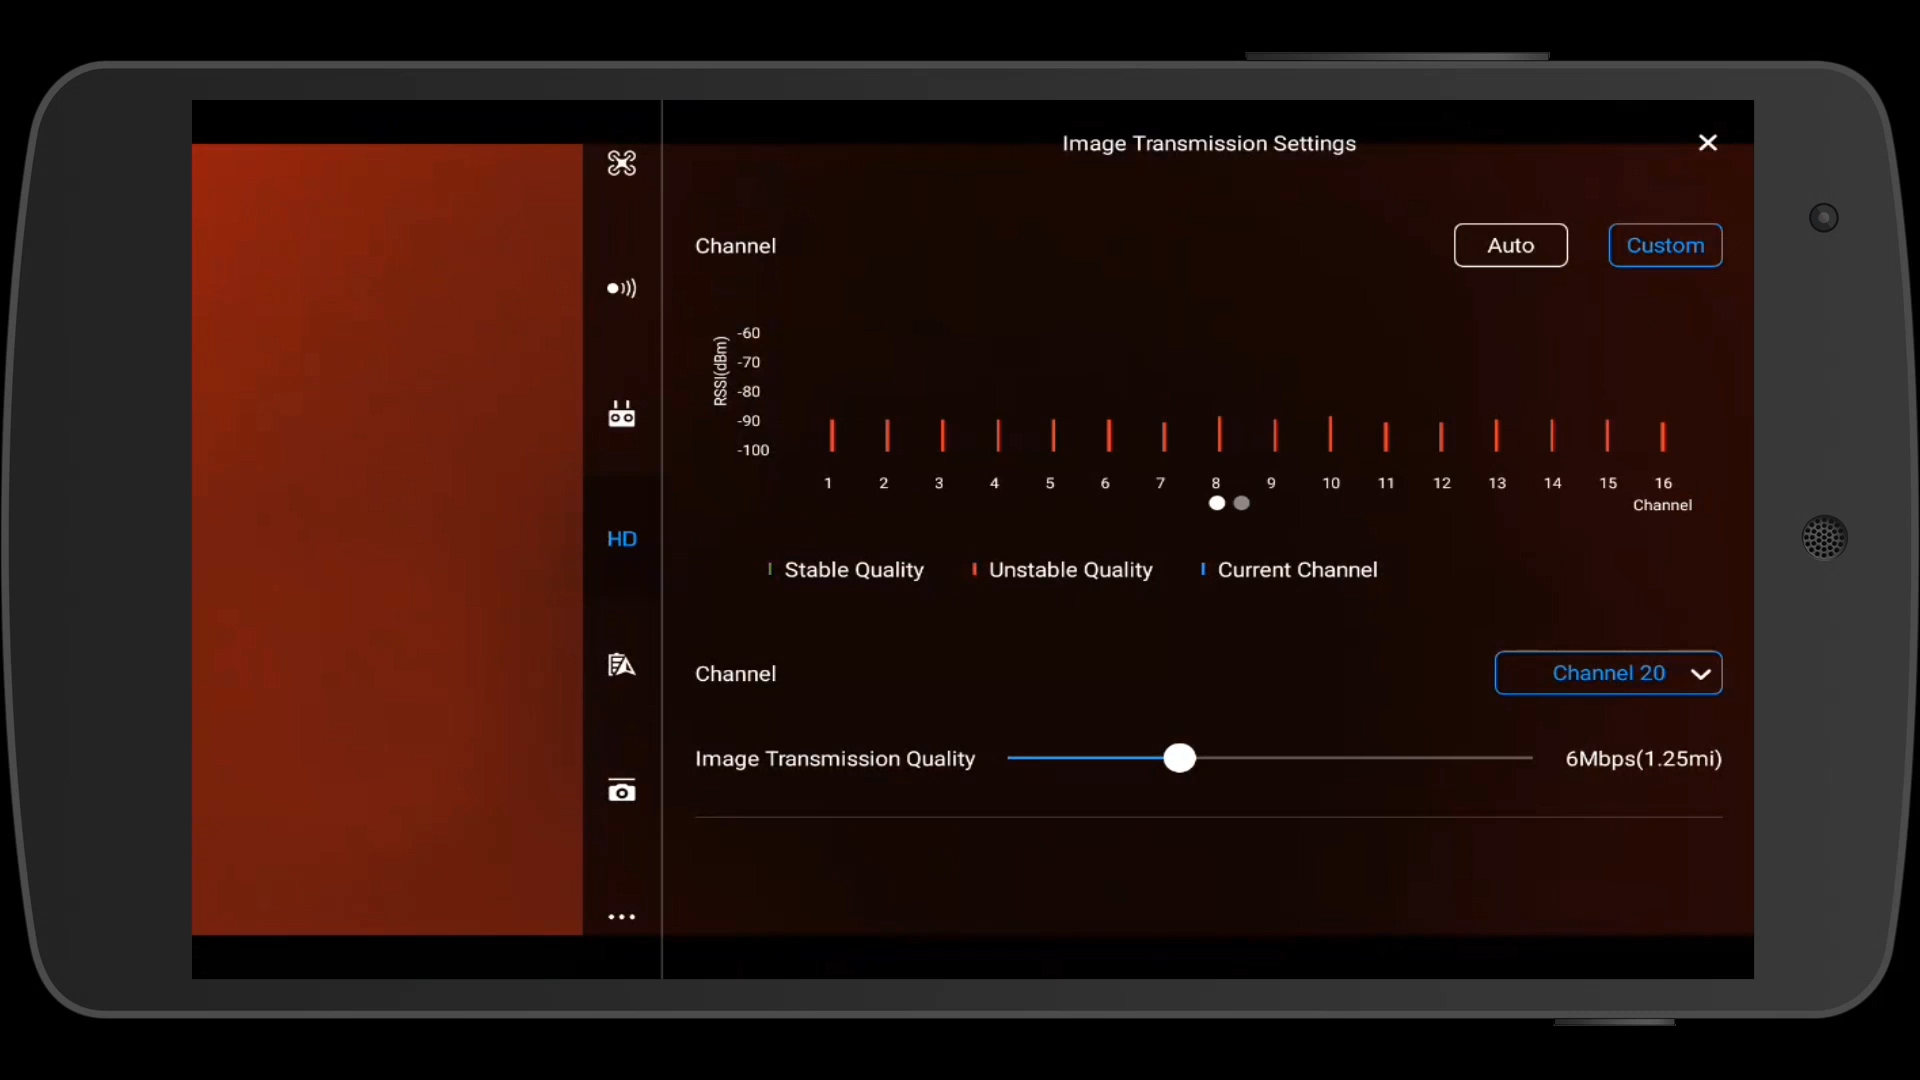 Image Transmission Settings
Channel
Auto
Custom
RSSI(dBm)
-60
-70
-80
-90
-100
1 2 3 4 5 6 7 8 9 10 11 12 13 14 15 16
Channel
HD
Stable Quality
Unstable Quality
Current Channel
Channel
Channel 20
Image Transmission Quality
6Mbps(1.25mi)